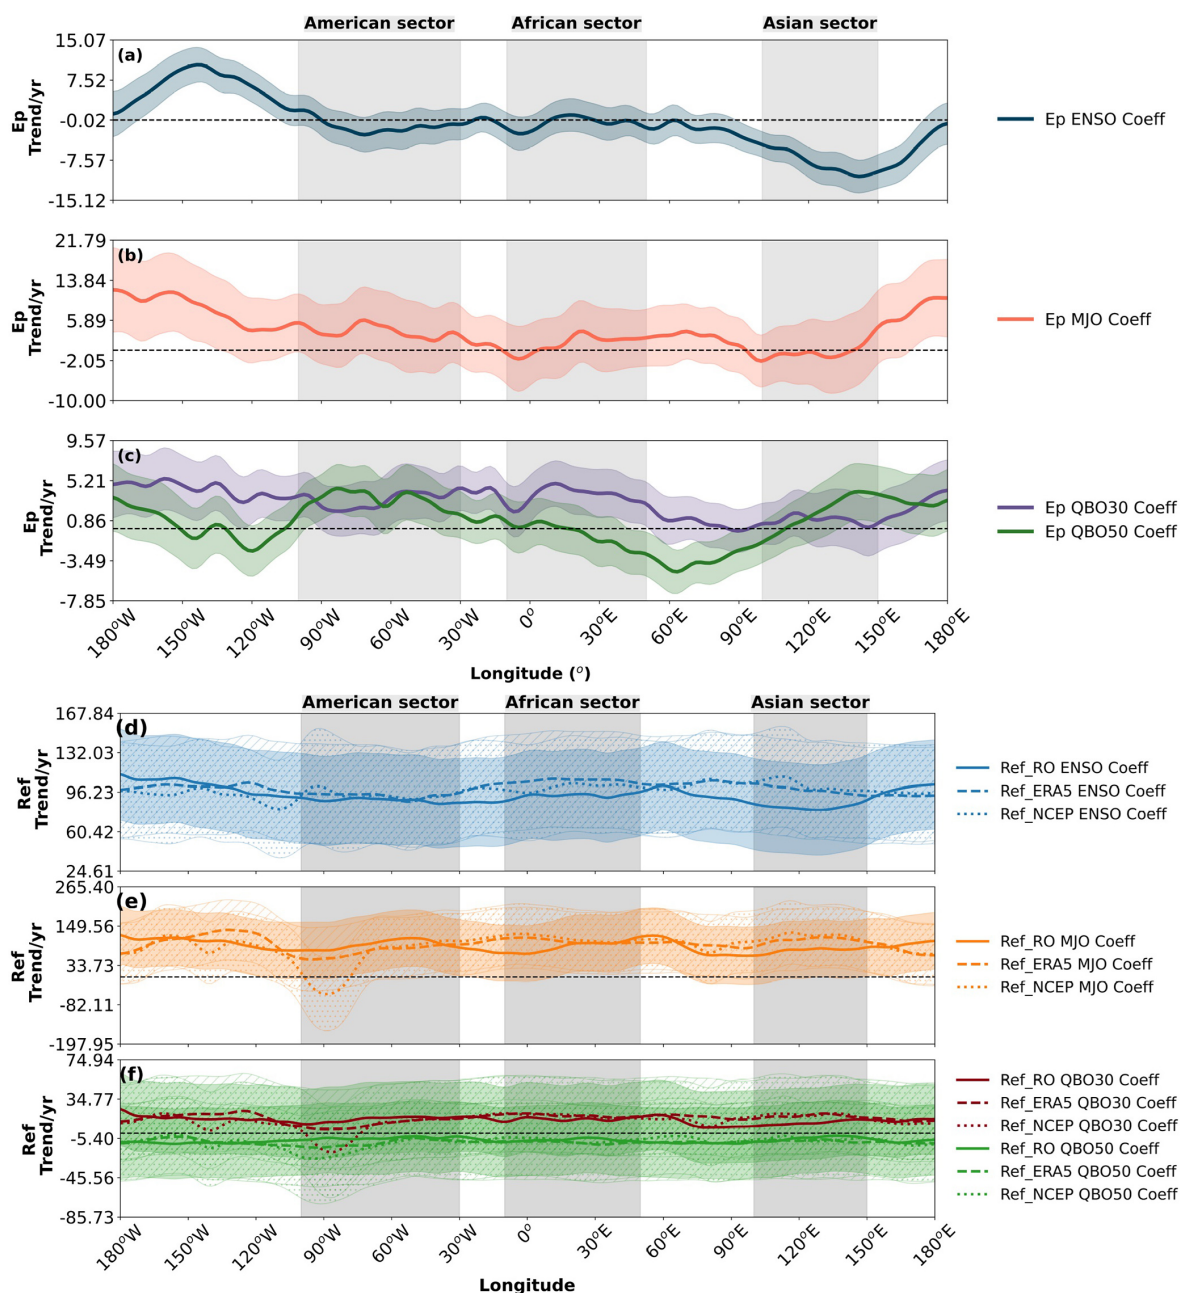 American sector African sector Asian sector
(a)
15.07
7.52
-0.02
-7.57
-15.12
Ep
Trend/yr
Ep ENSO Coeff
(b)
21.79
13.84
5.89
-2.05
-10.00
Ep
Trend/yr
Ep MJO Coeff
(c)
9.57
5.21
0.86
-3.49
-7.85
Ep
Trend/yr
Ep QBO30 Coeff
Ep QBO50 Coeff
180°W 150°W 120°W 90°W 60°W 30°W 0° 30°E 60°E 90°E 120°E 150°E 180°E
Longitude (°)
American sector African sector Asian sector
(d)
167.84
132.03
96.23
60.42
24.61
Ref
Trend/yr
Ref_RO ENSO Coeff
Ref_ERA5 ENSO Coeff
Ref_NCEP ENSO Coeff
(e)
265.40
149.56
33.73
-82.11
-197.95
Ref
Trend/yr
Ref_RO MJO Coeff
Ref_ERA5 MJO Coeff
Ref_NCEP MJO Coeff
(f)
74.94
34.77
-5.40
-45.56
-85.73
Ref
Trend/yr
Ref_RO QBO30 Coeff
Ref_ERA5 QBO30 Coeff
Ref_NCEP QBO30 Coeff
Ref_RO QBO50 Coeff
Ref_ERA5 QBO50 Coeff
Ref_NCEP QBO50 Coeff
180°W 150°W 120°W 90°W 60°W 30°W 0° 30°E 60°E 90°E 120°E 150°E 180°E
Longitude